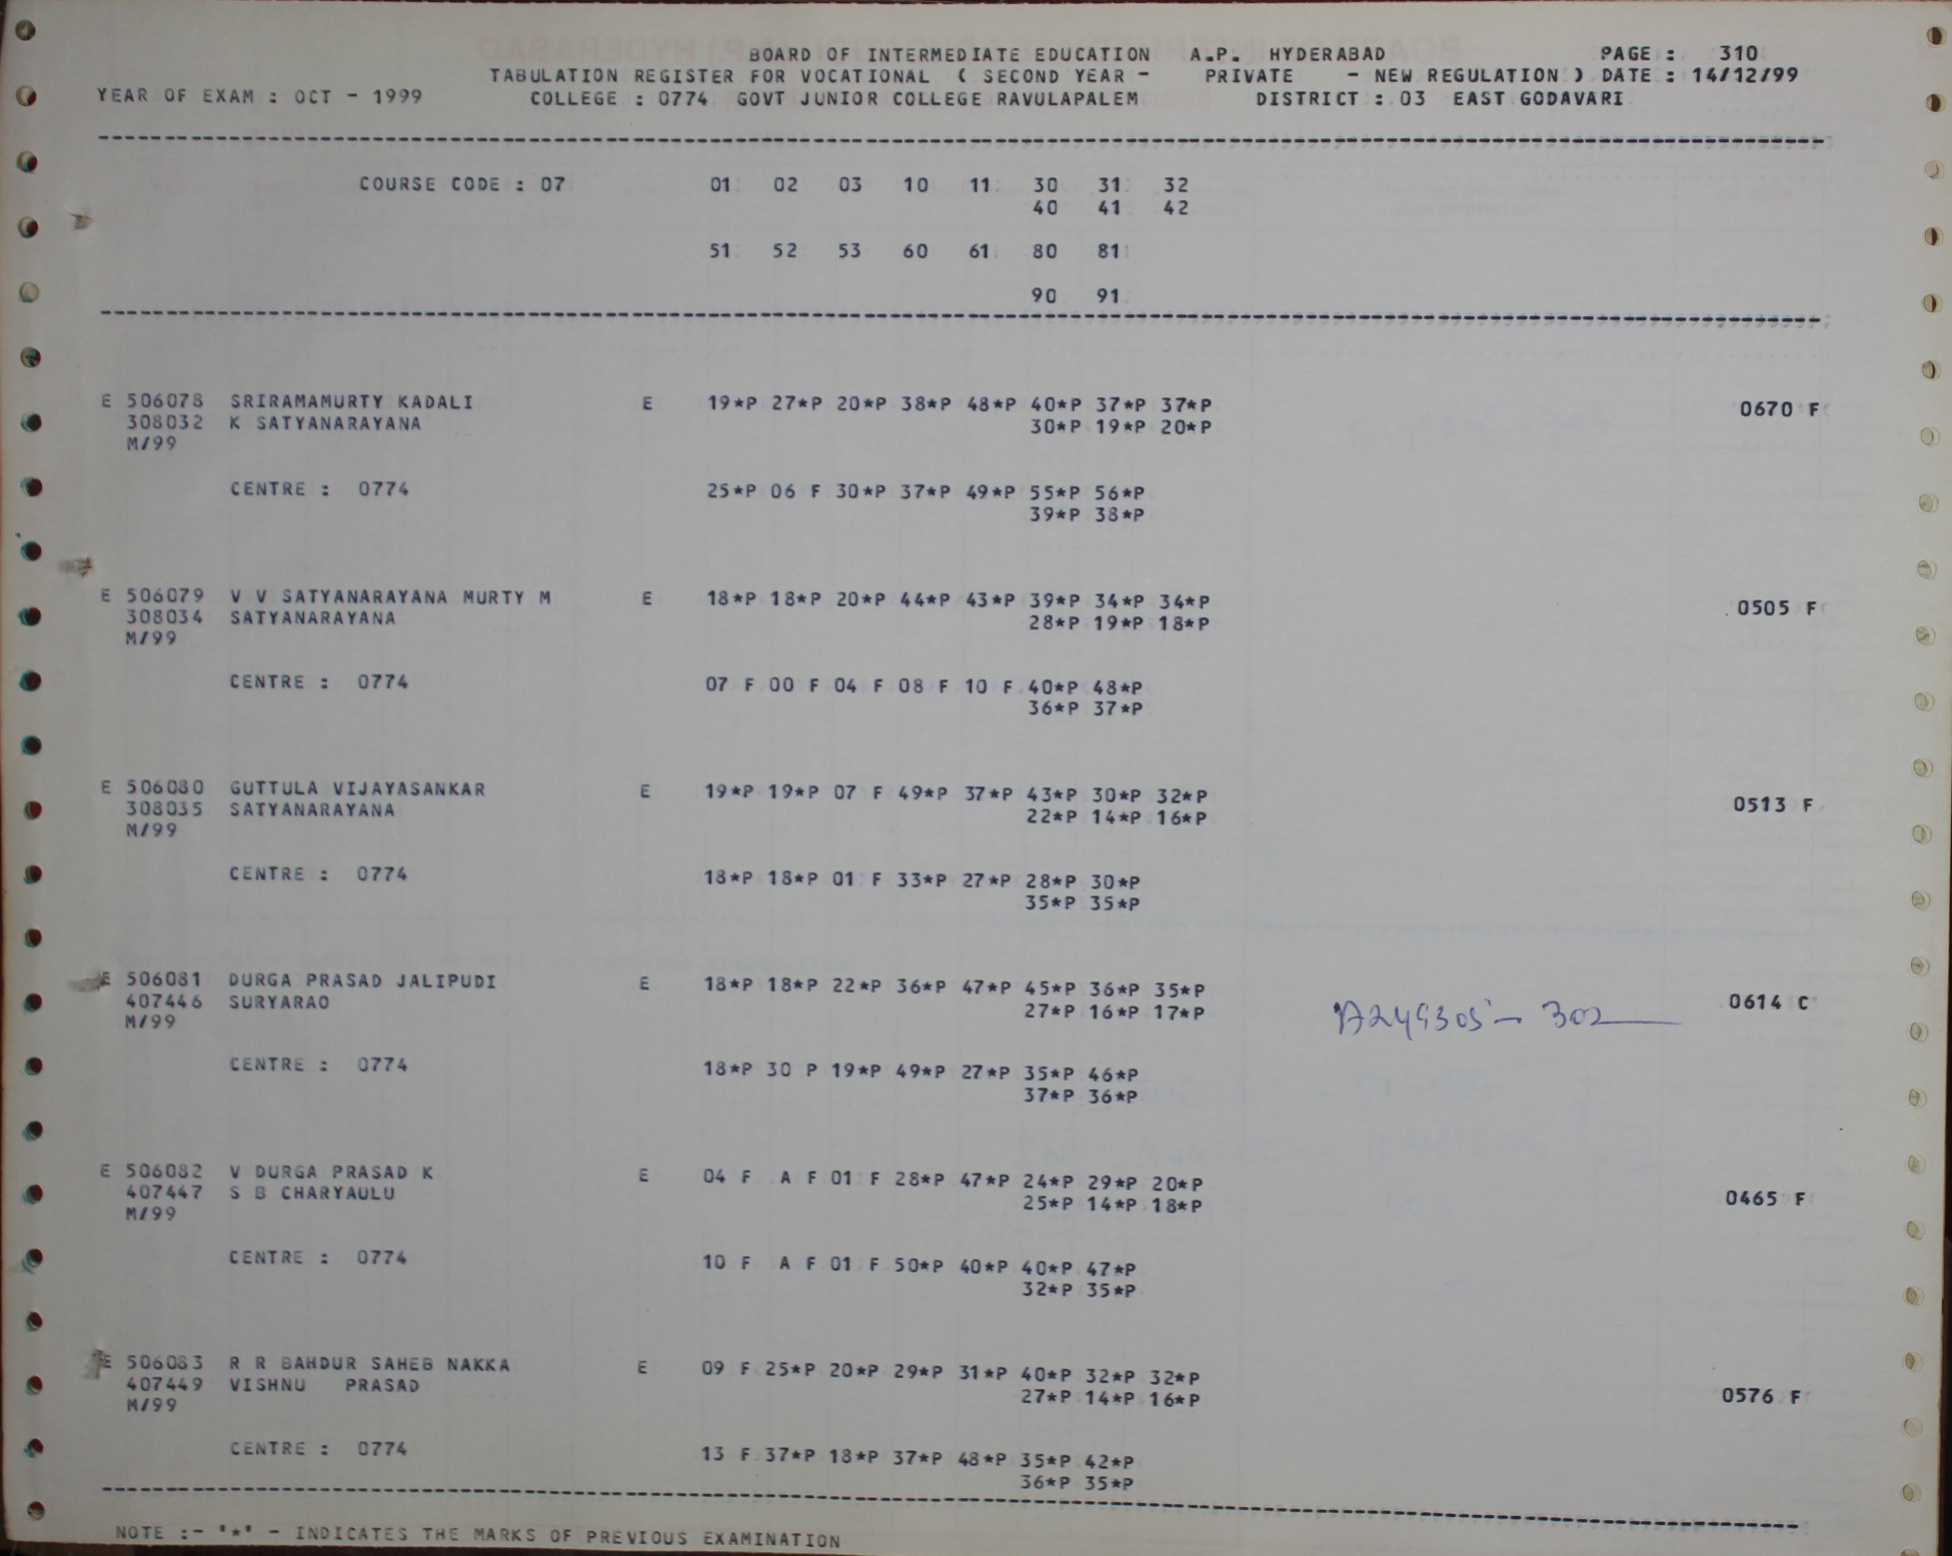 BOARD OF INTERMEDIATE EDUCATION A.P. HYDERABAD PAGE : 310
TABULATION REGISTER FOR VOCATIONAL ( SECOND YEAR - PRIVATE - NEW REGULATION ) DATE : 14/12/99
YEAR OF EXAM : OCT - 1999 COLLEGE : 0774 GOVT JUNIOR COLLEGE RAVULAPALEM DISTRICT : 03 EAST GODAVARI
COURSE CODE : 07 01 02 03 10 11 30 31 32
40 41 42
51 52 53 60 61 80 81
90 91
E 506078 SRIRAMAMURTY KADALI E 19*P 27*P 20*P 38*P 48*P 40*P 37*P 37*P 0670 F
308032 K SATYANARAYANA 30*P 19*P 20*P
M/99
CENTRE : 0774 25*P 06 F 30*P 37*P 49*P 55*P 56*P
39*P 38*P
E 506079 V V SATYANARAYANA MURTY M E 18*P 18*P 20*P 44*P 43*P 39*P 34*P 34*P 0505 F
308034 SATYANARAYANA 28*P 19*P 18*P
M/99
CENTRE : 0774 07 F 00 F 04 F 08 F 10 F 40*P 48*P
36*P 37*P
E 506080 GUTTULA VIJAYASANKAR E 19*P 19*P 07 F 49*P 37*P 43*P 30*P 32*P 0513 F
308035 SATYANARAYANA 22*P 14*P 16*P
M/99
CENTRE : 0774 18*P 18*P 01 F 33*P 27*P 28*P 30*P
35*P 35*P
E 506081 DURGA PRASAD JALIPUDI E 18*P 18*P 22*P 36*P 47*P 45*P 36*P 35*P 0614 C
407446 SURYARAO 27*P 16*P 17*P 302
M/99
CENTRE : 0774 18*P 30 P 19*P 49*P 27*P 35*P 46*P
37*P 36*P
E 506082 V DURGA PRASAD K E 04 F A F 01 F 28*P 47*P 24*P 29*P 20*P 0465 F
407447 S B CHARYAULU 25*P 14*P 18*P
M/99
CENTRE : 0774 10 F A F 01 F 50*P 40*P 40*P 47*P
32*P 35*P
E 506083 R R BAHDUR SAHEB NAKKA E 09 F 25*P 20*P 29*P 31*P 40*P 32*P 32*P 0576 F
407449 VISHNU PRASAD 27*P 14*P 16*P
M/99
CENTRE : 0774 13 F 37*P 18*P 37*P 48*P 35*P 42*P
36*P 35*P
NOTE :- '*' - INDICATES THE MARKS OF PREVIOUS EXAMINATION